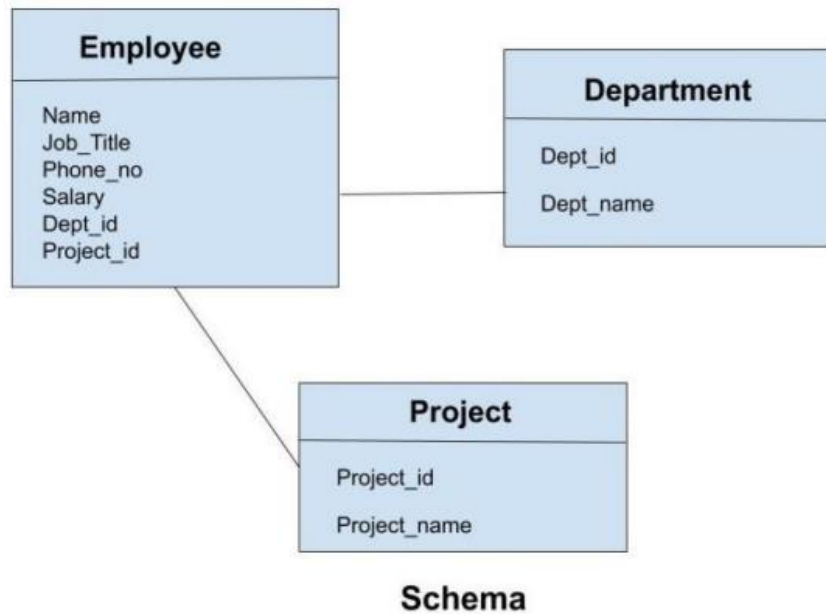 Employee
Name
Job_Title
Phone_no
Salary
Dept_id
Project_id
Department
Dept_id
Dept_name
Project
Project_id
Project_name
Schema